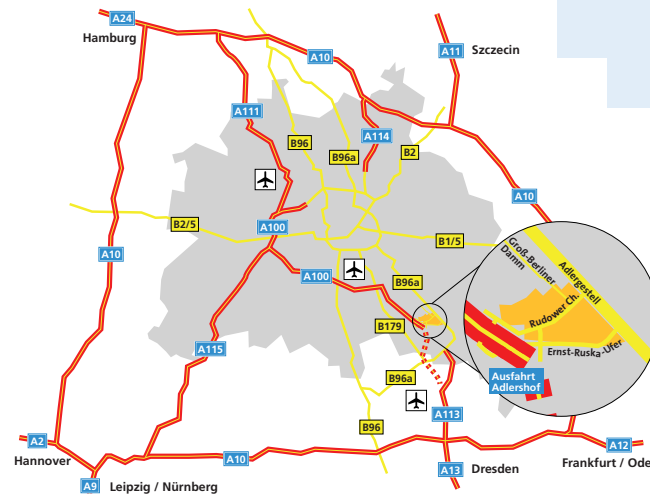 A24
Hamburg
A10
A11
Szczecin
A111
A114
B96
B96a
B2
A10
B2/5
A100
B1/5
A10
A100
B96a
Groß-Berliner
Damm
Adlergestell
Rudower Ch.
B179
Ernst-Ruska-Ufer
A115
B96a
Ausfahrt
Adlershof
A113
B96
A2
Hannover
A10
A12
Frankfurt / Ode
A9
Leipzig / Nürnberg
A13
Dresden